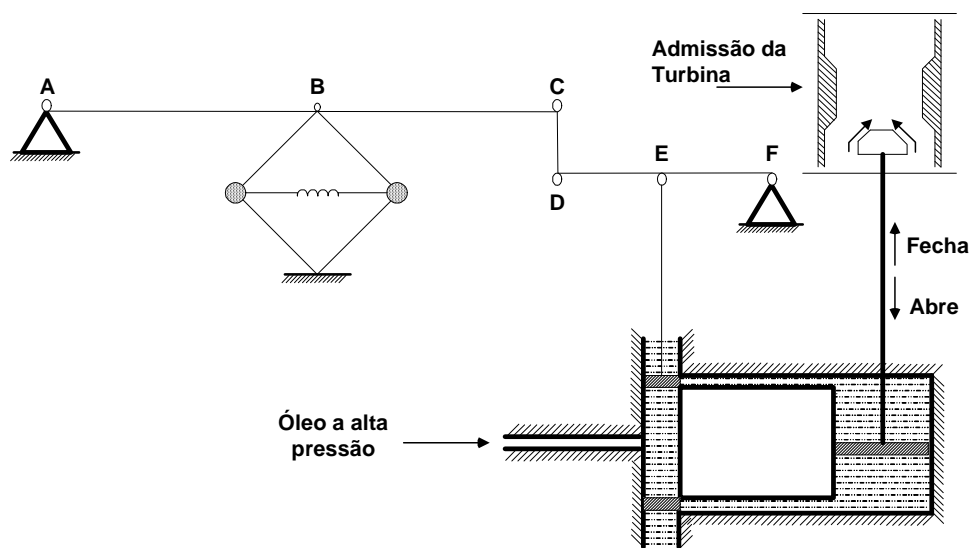 Admissão da
Turbina
A
B
C
E
F
D
Fecha
Abre
Óleo a alta
pressão